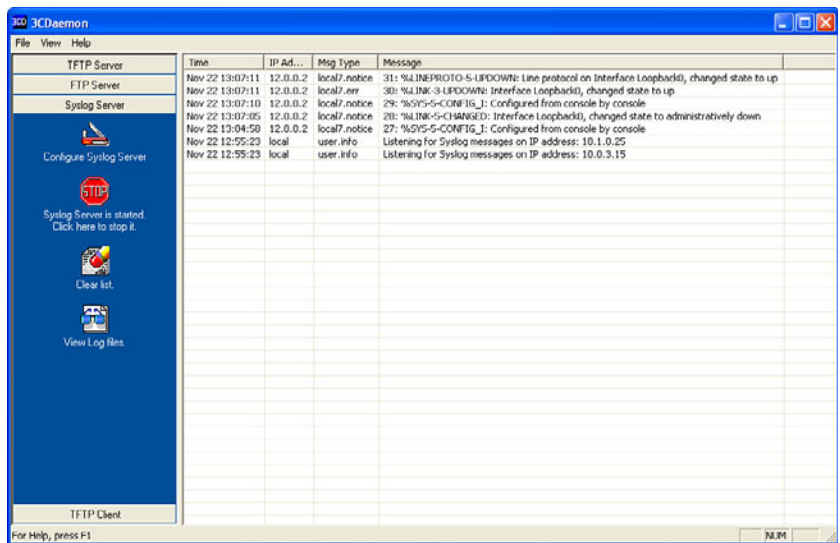 3CD 3CDaemon
File View Help
TFTP Server
FTP Server
Syslog Server
Configure Syslog Server
STOP
Syslog Server is started.
Click here to stop it.
Clear list.
View Log files.
TFTP Client
Time IP Ad... Msg Type Message
Nov 22 13:07:11 12.0.0.2 local7.notice 31: %LINEPROTO-5-UPDOWN: Line protocol on Interface Loopback0, changed state to up
Nov 22 13:07:11 12.0.0.2 local7.err 30: %LINK-3-UPDOWN: Interface Loopback0, changed state to up
Nov 22 13:07:10 12.0.0.2 local7.notice 29: %SYS-5-CONFIG_I: Configured from console by console
Nov 22 13:07:05 12.0.0.2 local7.notice 28: %LINK-5-CHANGED: Interface Loopback0, changed state to administratively down
Nov 22 13:04:58 12.0.0.2 local7.notice 27: %SYS-5-CONFIG_I: Configured from console by console
Nov 22 12:55:23 local user.info Listening for Syslog messages on IP address: 10.1.0.25
Nov 22 12:55:23 local user.info Listening for Syslog messages on IP address: 10.0.3.15
For Help, press F1
NUM